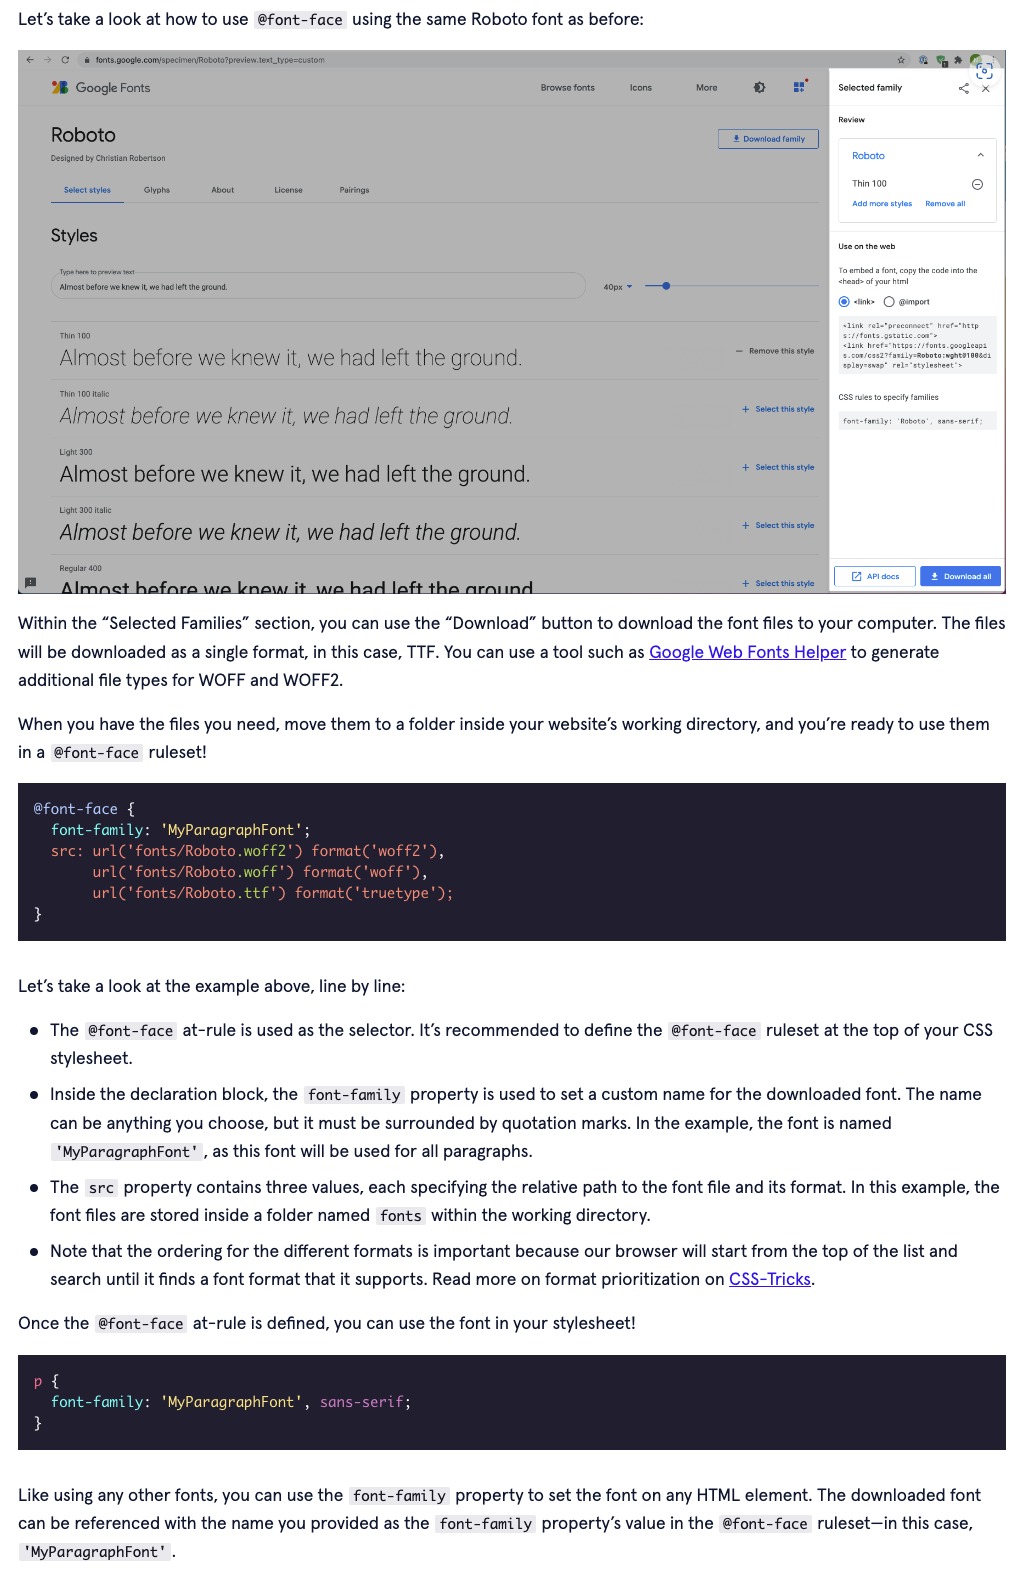 Let's take a look at how to use @font-face using the same Roboto font as before:
fonts.google.com/specimen/Roboto?preview.text_type=custom
Google Fonts
Browse fonts
Icons
More
Roboto
Designed by Christian Robertson
Download family
Select styles
Glyphs
About
License
Pairings
Styles
Type here to preview text
Almost before we knew it, we had left the ground.
40px
Thin 100
Almost before we knew it, we had left the ground.
Remove this style
Thin 100 italic
Almost before we knew it, we had left the ground.
Select this style
Light 300
Almost before we knew it, we had left the ground.
Select this style
Light 300 italic
Almost before we knew it, we had left the ground.
Select this style
Regular 400
Almost before we knew it, we had left the ground
Select this style
Selected family
Review
Roboto
Thin 100
Add more styles
Remove all
Use on the web
To embed a font, copy the code into the
<head> of your html
<link>
@import
<link rel="preconnect" href="http
s://fonts.gstatic.com">
<link href="https://fonts.googleapi
s.com/css2?family=Roboto:wght@100&di
splay=swap" rel="stylesheet">
CSS rules to specify families
font-family: 'Roboto', sans-serif;
API docs
Download all
Within the “Selected Families” section, you can use the “Download” button to download the font files to your computer. The files
will be downloaded as a single format, in this case, TTF. You can use a tool such as Google Web Fonts Helper to generate
additional file types for WOFF and WOFF2.
When you have the files you need, move them to a folder inside your website's working directory, and you're ready to use them
in a @font-face ruleset!
@font-face {
font-family: 'MyParagraphFont';
src: url('fonts/Roboto.woff2') format('woff2'),
url('fonts/Roboto.woff') format('woff'),
url('fonts/Roboto.ttf') format('truetype');
}
Let's take a look at the example above, line by line:
The @font-face at-rule is used as the selector. It's recommended to define the @font-face ruleset at the top of your CSS
stylesheet.
Inside the declaration block, the font-family property is used to set a custom name for the downloaded font. The name
can be anything you choose, but it must be surrounded by quotation marks. In the example, the font is named
'MyParagraphFont', as this font will be used for all paragraphs.
The src property contains three values, each specifying the relative path to the font file and its format. In this example, the
font files are stored inside a folder named fonts within the working directory.
Note that the ordering for the different formats is important because our browser will start from the top of the list and
search until it finds a font format that it supports. Read more on format prioritization on CSS-Tricks.
Once the @font-face at-rule is defined, you can use the font in your stylesheet!
p {
font-family: 'MyParagraphFont', sans-serif;
}
Like using any other fonts, you can use the font-family property to set the font on any HTML element. The downloaded font
can be referenced with the name you provided as the font-family property's value in the @font-face ruleset—in this case,
'MyParagraphFont'.